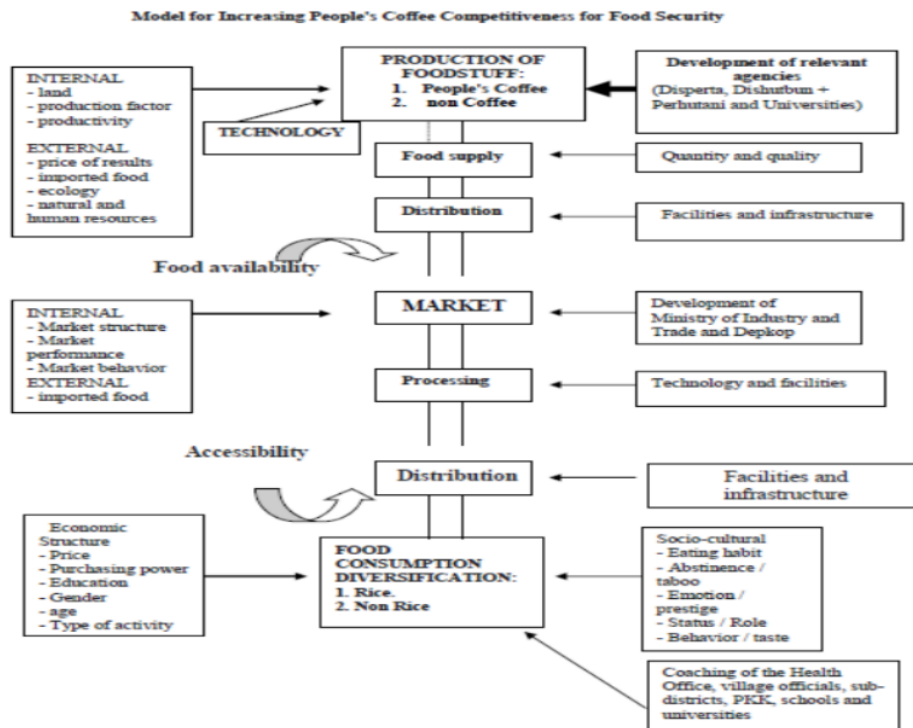 Model for Increasing People's Coffee Competitiveness for Food Security
INTERNAL
- land
- production factor
- productivity
EXTERNAL
- price of results
- imported food
- ecology
- natural and
human resources
TECHNOLOGY
PRODUCTION OF
FOODSTUFF:
1. People's Coffee
2. non Coffee
Development of relevant
agencies
(Disperta, Dishutbun +
Perhutani and Universities)
Food supply
Quantity and quality
Distribution
Facilities and infrastructure
Food availability
INTERNAL
- Market structure
- Market
performance
- Market behavior
EXTERNAL
- imported food
MARKET
Development of
Ministry of Industry and
Trade and Depkop
Processing
Technology and facilities
Accessibility
Distribution
Facilities and
infrastructure
Economic
Structure
- Price
- Purchasing power
- Education
- Gender
- age
- Type of activity
FOOD
CONSUMPTION
DIVERSIFICATION:
1. Rice.
2. Non Rice
Socio-cultural
- Eating habit
- Abstinence /
taboo
- Emotion /
prestige
- Status / Role
- Behavior / taste
Coaching of the Health
Office, village officials, sub-
districts, PKK, schools and
universities